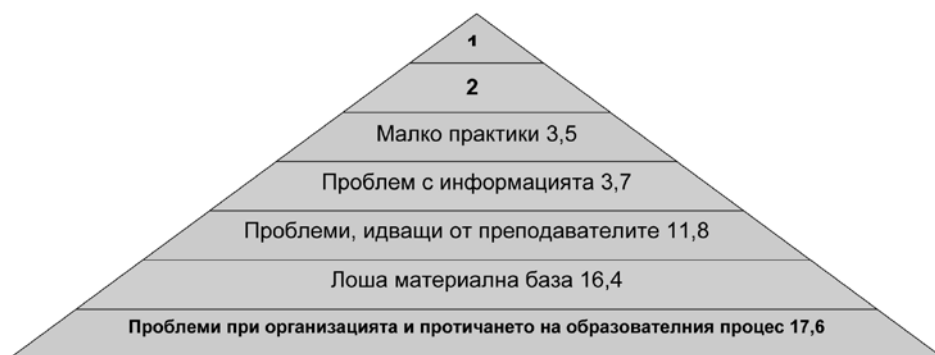 1
2
Малко практики 3,5
Проблем с информацията 3,7
Проблеми, идващи от преподавателите 11,8
Лоша материална база 16,4
Проблеми при организацията и протичането на образователния процес 17,6